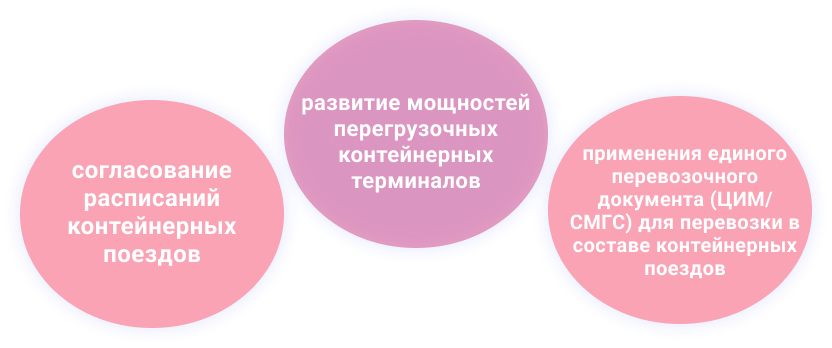 согласование
расписаний
контейнерных
поездов
развитие мощностей
перегрузочных
контейнерных
терминалов
применения единого
перевозочного
документа (ЦИМ/
СМГС) для перевозки в
составе контейнерных
поездов